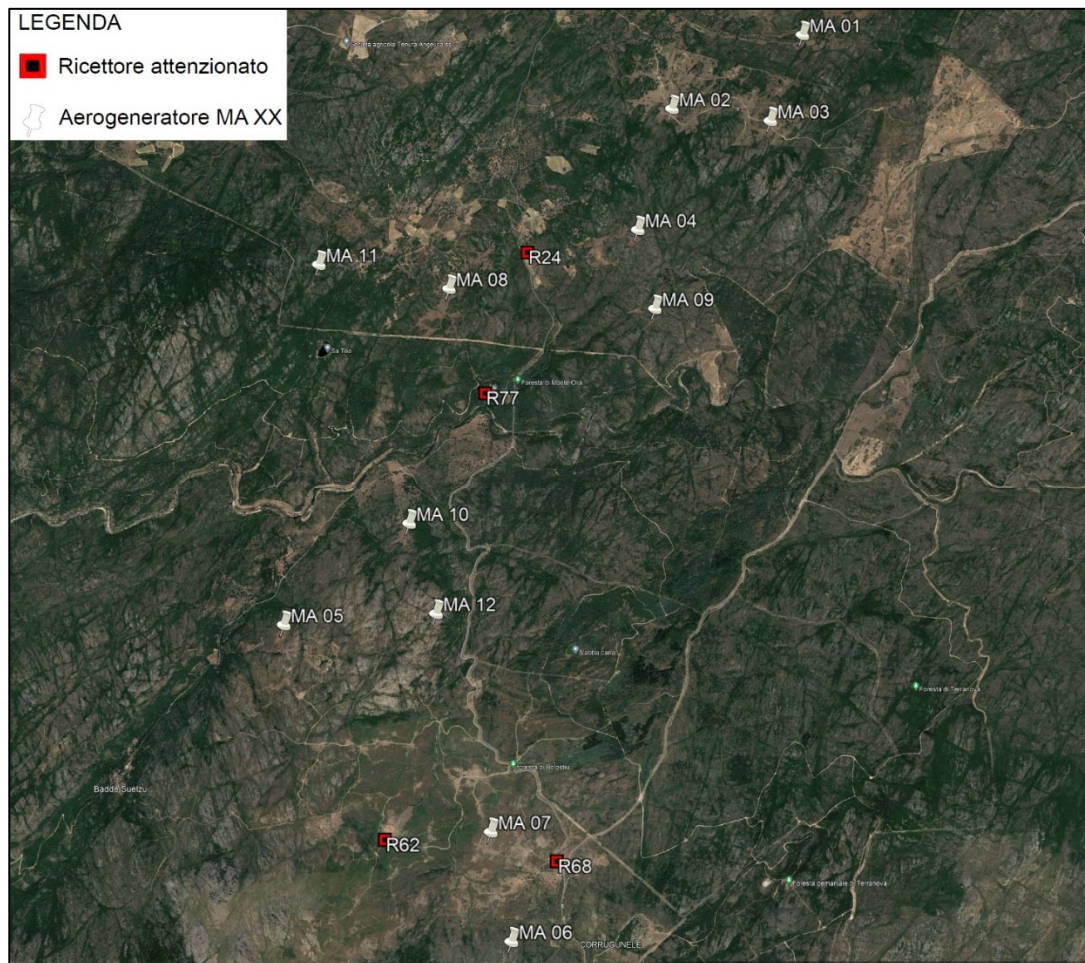 LEGENDA
Ricettore attenzionato
Aerogeneratore MA XX
MA 01
MA 02
MA 03
MA 04
R24
MA 11
MA 08
MA 09
Foresta di Monte Olia
R77
MA 10
MA 12
MA 05
Foresta di Terranova
Badde Suelzu
MA 07
R62
R68
Foresta demaniale di Terranova
MA 06
CORRUGUNELE